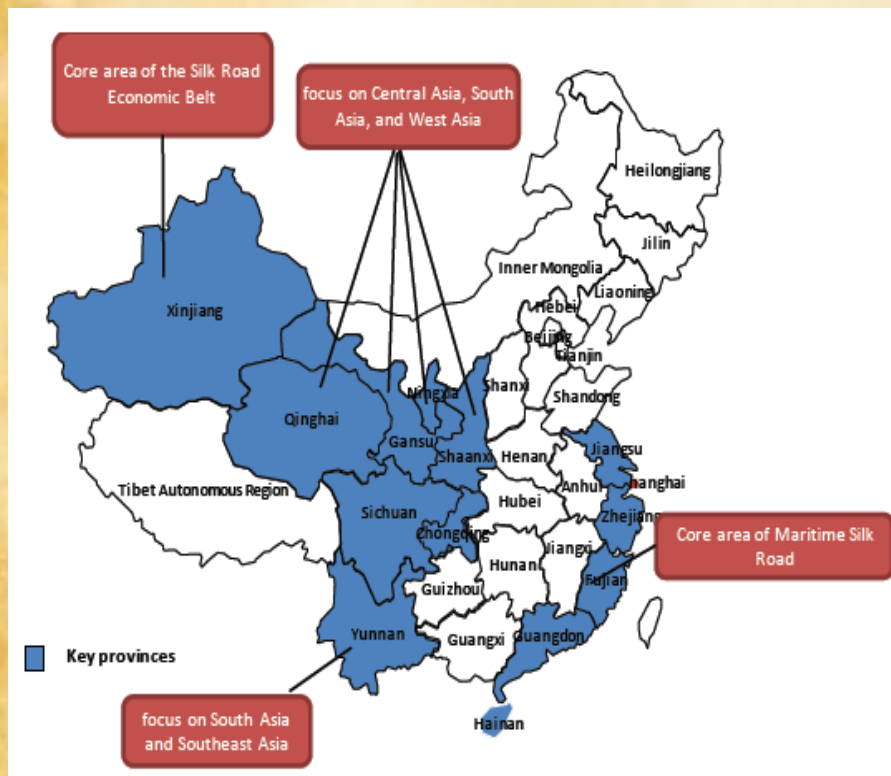 Core area of the Silk Road
Economic Belt
focus on Central Asia, South
Asia, and West Asia
Heilongjiang
Jilin
Inner Mongolia
Liaoning
Hebei
Beijing
Tianjin
Xinjiang
Shanxi
Ningxia
Shandong
Qinghai
Gansu
Shaanxi
Henan
Jiangsu
Tibet Autonomous Region
Anhui
hanghai
Sichuan
Hubei
Zhejiang
Chongqing
Core area of Maritime Silk
Road
Jiangxi
Hunan
Fujian
Guizhou
Yunnan
Guangxi
Guangdon
Key provinces
focus on South Asia
and Southeast Asia
Hainan